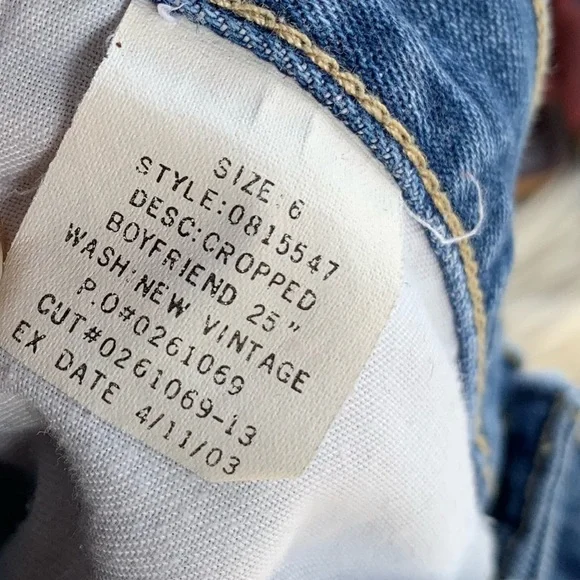 SIZE:6
STYLE:0815547
DESC:CROPPED
BOYFRIEND 25"
WASH:NEW VINTAGE
P.O#0261069
CUT#0261069-13
EX DATE 4/11/03